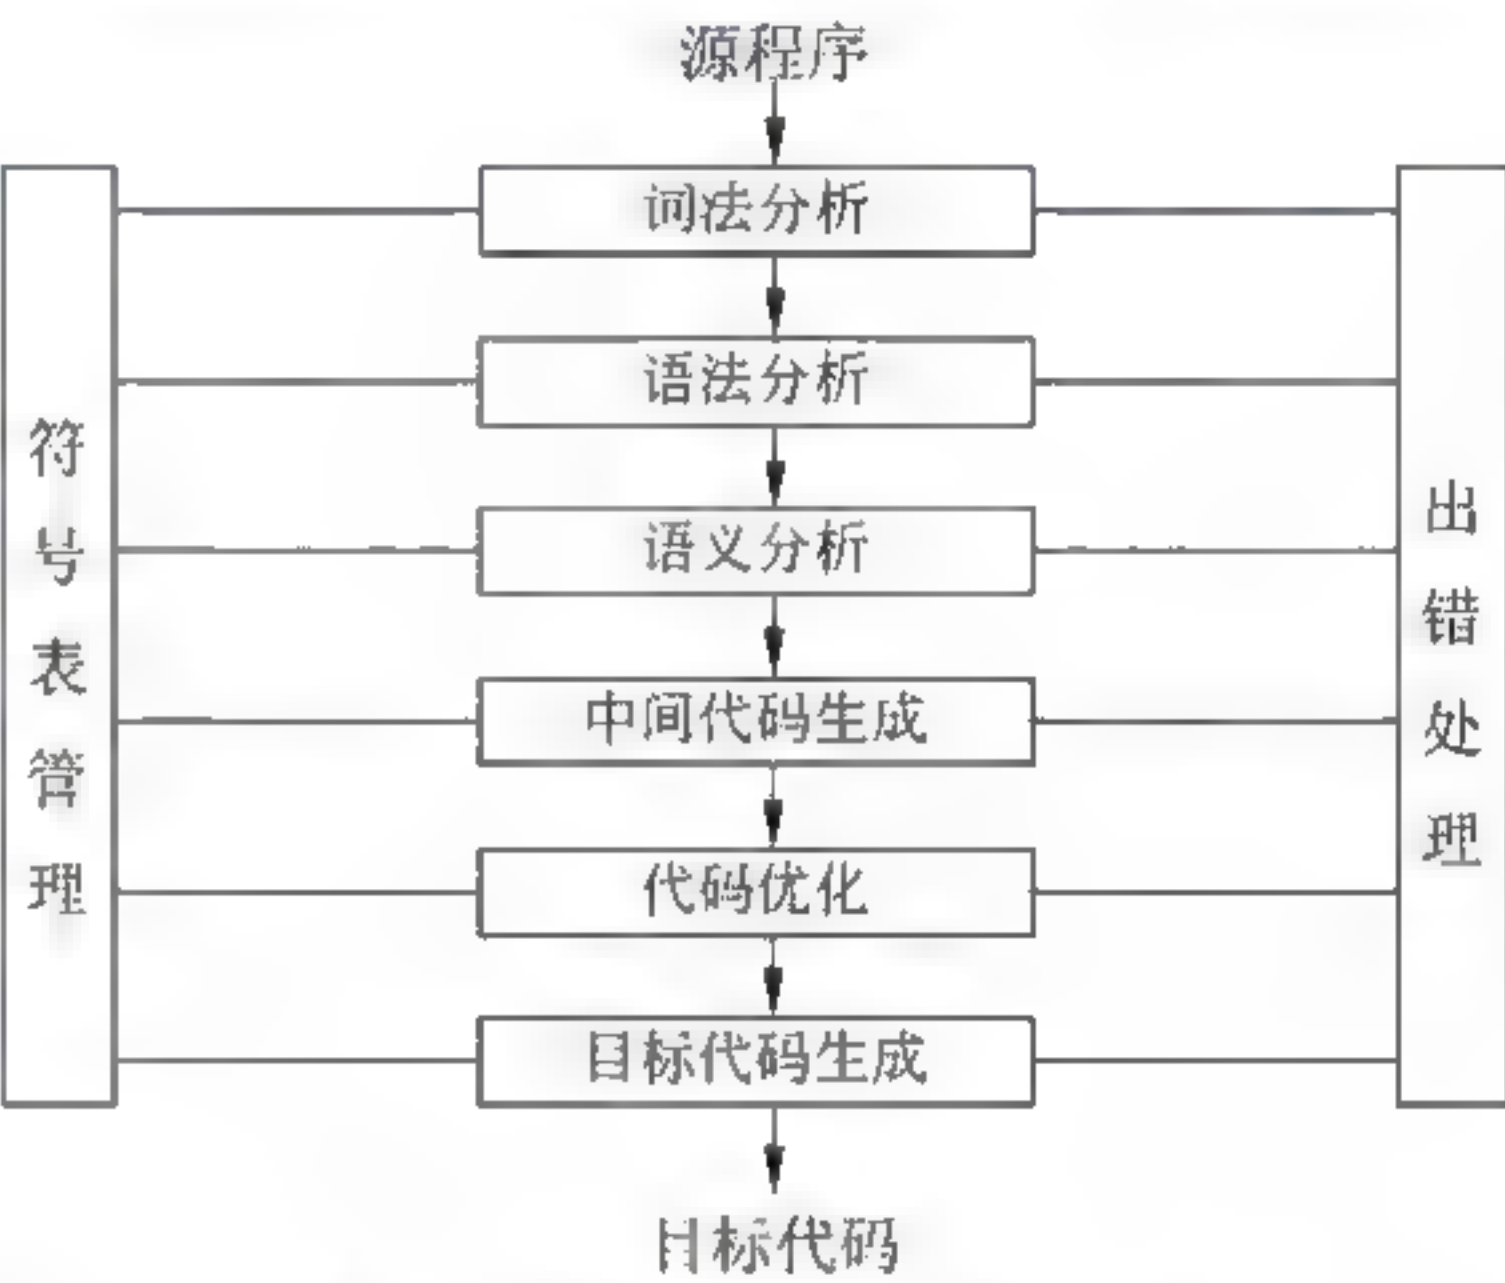 源程序
词法分析
语法分析
语义分析
中间代码生成
代码优化
目标代码生成
目标代码
符号表管理
出错处理